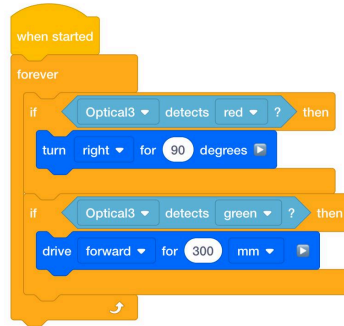 when started
forever
if Optical3 detects red ? then
turn right for 90 degrees
if Optical3 detects green ? then
drive forward for 300 mm